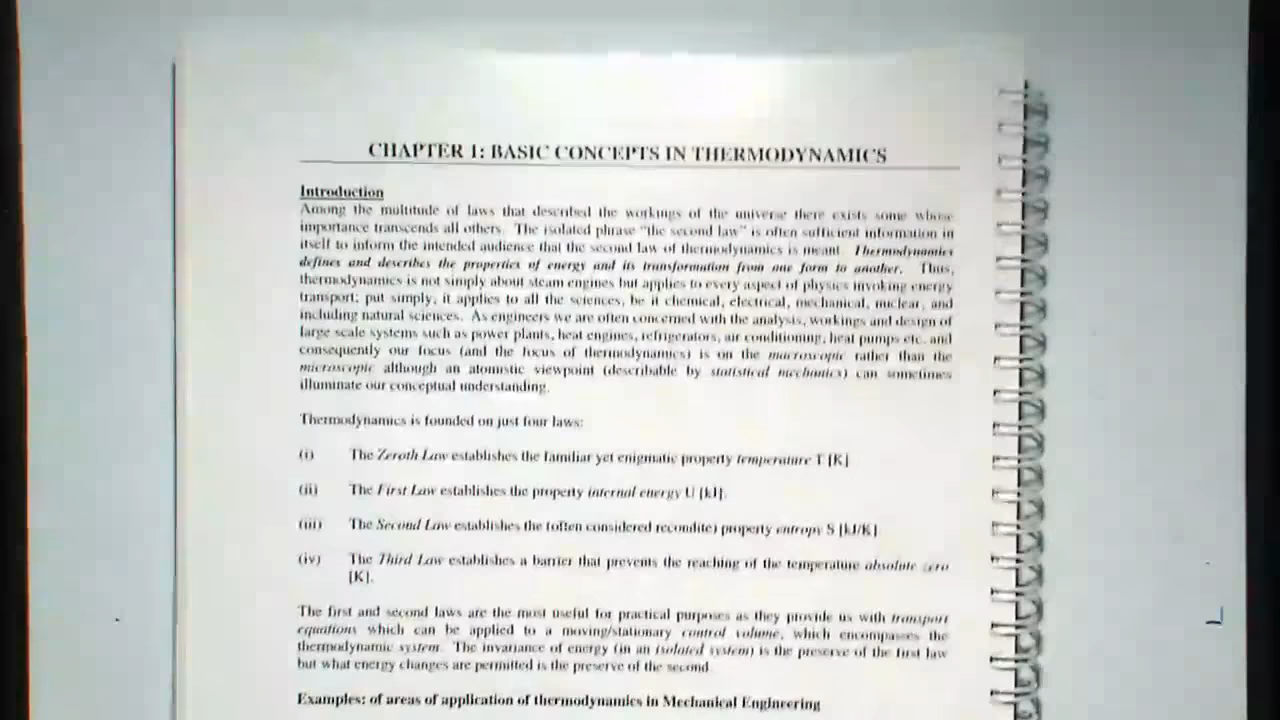 CHAPTER 1: BASIC CONCEPTS IN THERMODYNAMICS
Introduction
Among the multitude of laws that described the workings of the universe there exists some whose
importance transcends all others. The isolated phrase "the second law" is often sufficient information in
itself to inform the intended audience that the second law of thermodynamics is meant. Thermodynamics
defines and describes the properties of energy and its transformation from one form to another. Thus,
thermodynamics is not simply about steam engines but applies to every aspect of physics invoking energy
transport; put simply, it applies to all the sciences, be it chemical, electrical, mechanical, nuclear, and
including natural sciences. As engineers we are often concerned with the analysis, workings and design of
large scale systems such as power plants, heat engines, refrigerators, air conditioning, heat pumps etc. and
consequently our focus (and the focus of thermodynamics) is on the macroscopic rather than the
microscopic although an atomistic viewpoint (describable by statistical mechanics) can sometimes
illuminate our conceptual understanding.
Thermodynamics is founded on just four laws:
(i) The Zeroth Law establishes the familiar yet enigmatic property temperature T [K]
(ii) The First Law establishes the property internal energy U [kJ].
(iii) The Second Law establishes the (often considered recondite) property entropy S [kJ/K]
(iv) The Third Law establishes a barrier that prevents the reaching of the temperature absolute zero
[K].
The first and second laws are the most useful for practical purposes as they provide us with transport
equations which can be applied to a moving/stationary control volume, which encompasses the
thermodynamic system. The invariance of energy (in an isolated system) is the preserve of the first law
but what energy changes are permitted is the preserve of the second.
Examples: of areas of application of thermodynamics in Mechanical Engineering